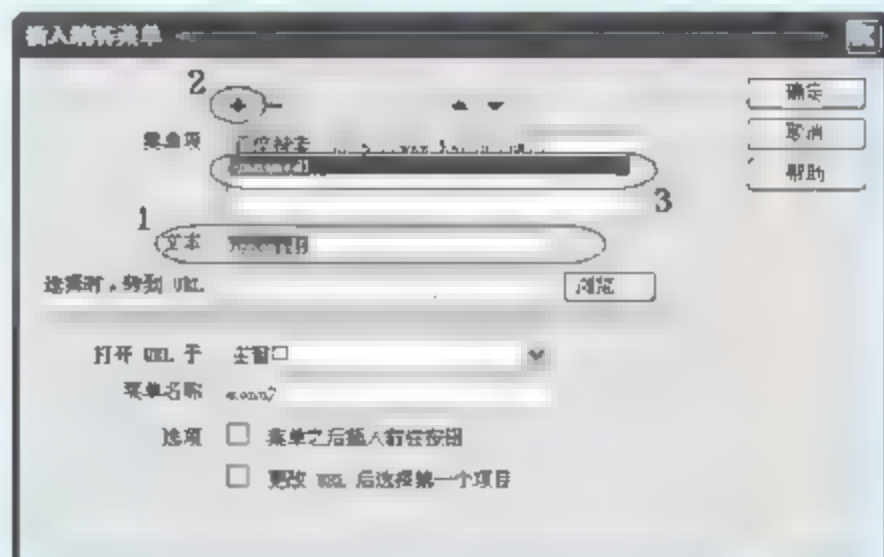 插入跳转菜单
2
+ −
确定
菜单项
取消
unnamed1
帮助
3
1
文本 unnamed1
选择时，转到 URL
浏览
打开 URL 于 主窗口
菜单名称 menu2
选项 菜单之后插入前往按钮
更改 URL 后选择第一个项目